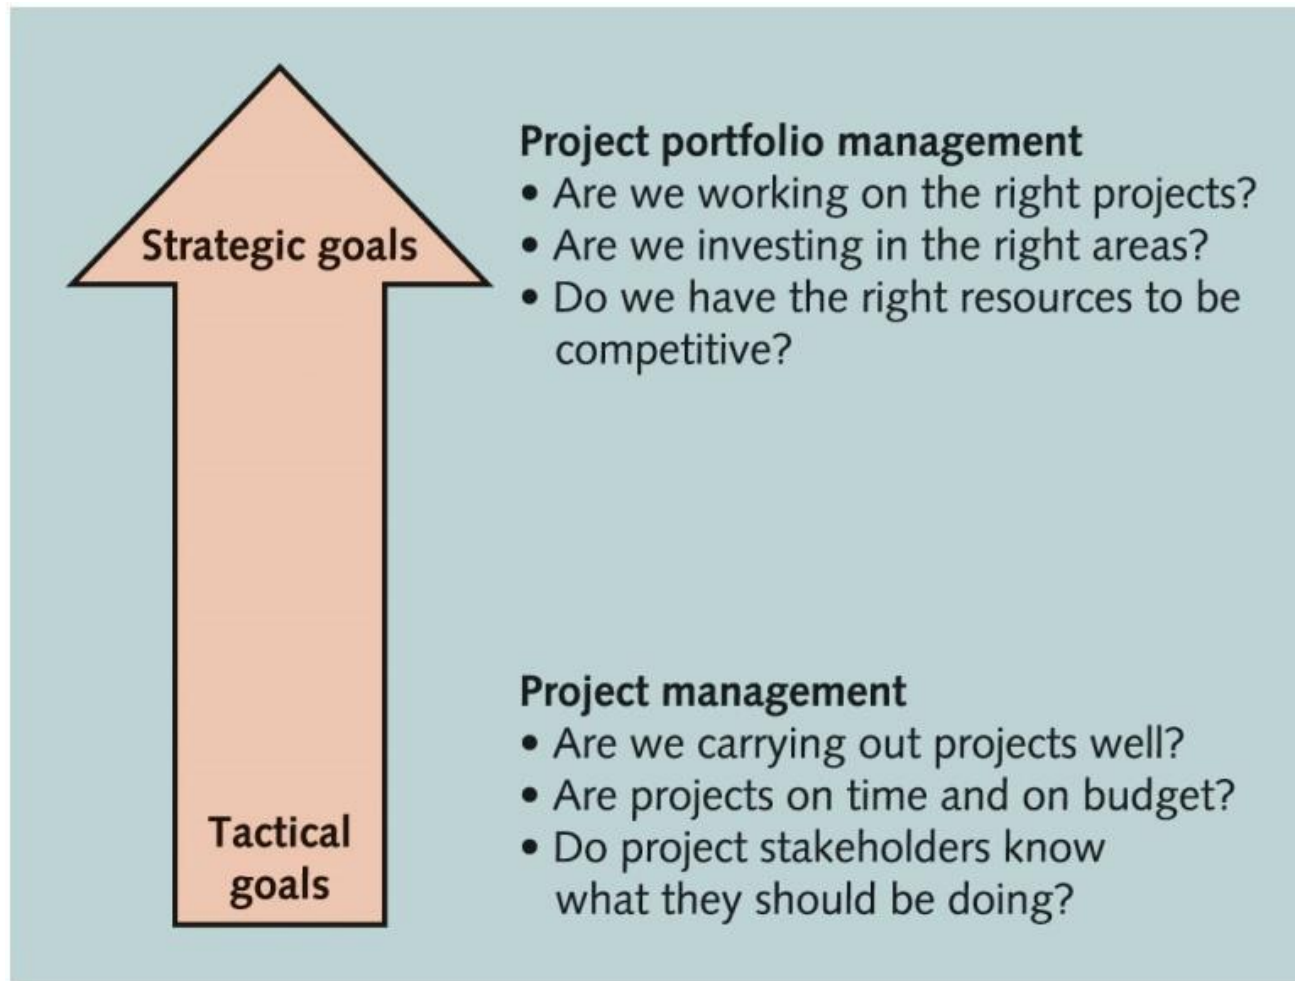 Strategic goals
Tactical
goals
Project portfolio management
• Are we working on the right projects?
• Are we investing in the right areas?
• Do we have the right resources to be
competitive?
Project management
• Are we carrying out projects well?
• Are projects on time and on budget?
• Do project stakeholders know
what they should be doing?